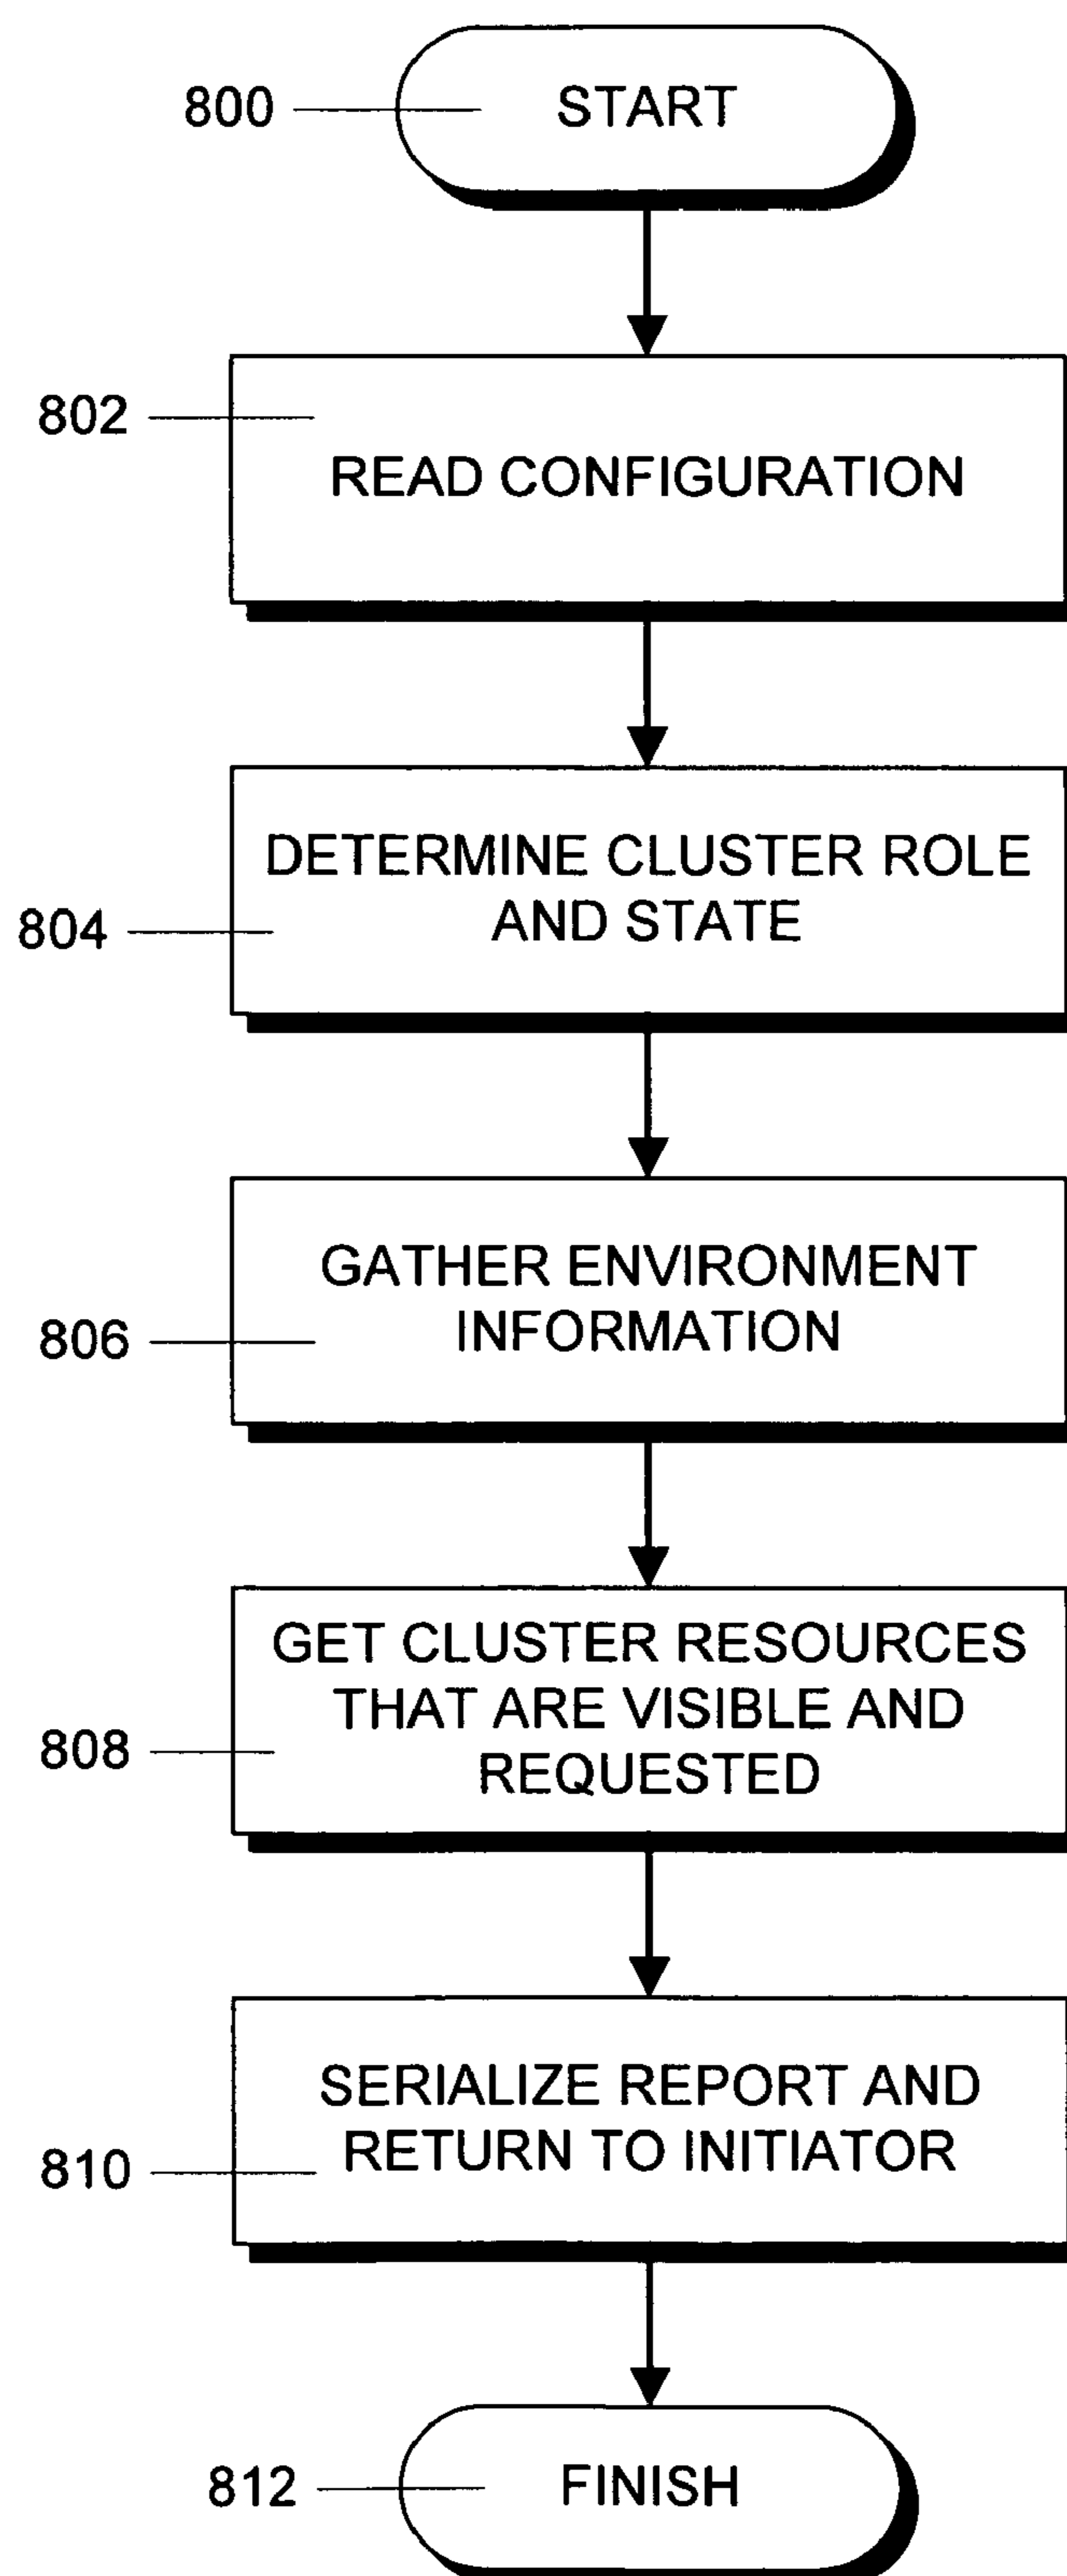 800
START
802
READ CONFIGURATION
DETERMINE CLUSTER ROLE
AND STATE
804
GATHER ENVIRONMENT
INFORMATION
806
GET CLUSTER RESOURCES
THAT ARE VISIBLE AND
REQUESTED
808
SERIALIZE REPORT AND
RETURN TO INITIATOR
810
812
FINISH